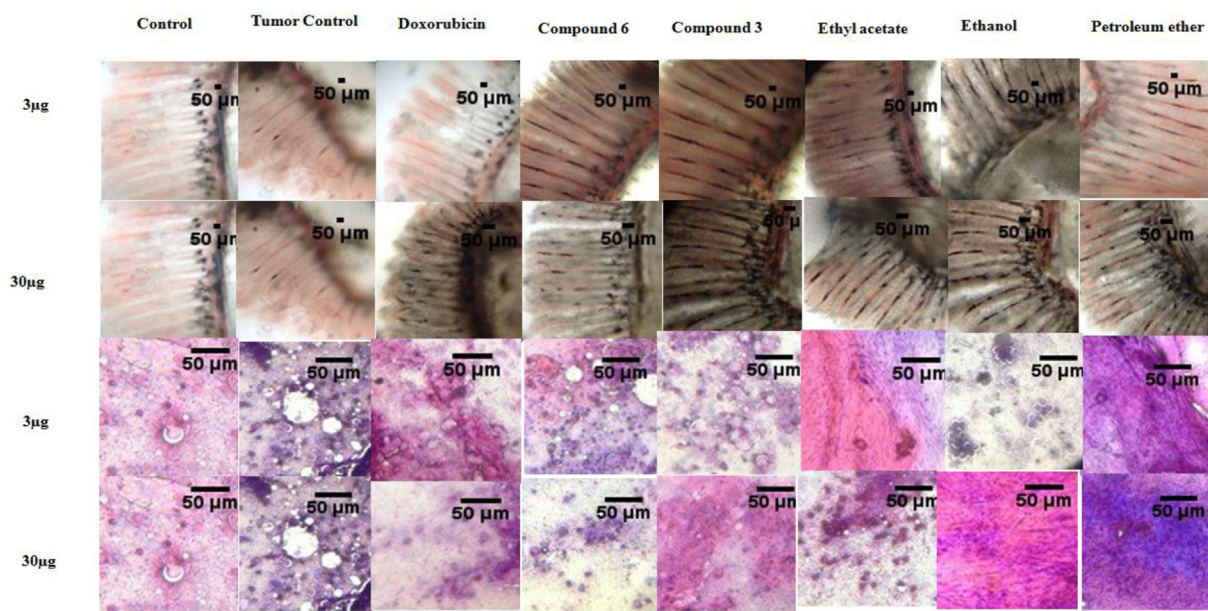 Control Tumor Control Doxorubicin Compound 6 Compound 3 Ethyl acetate Ethanol Petroleum ether
3µg 50 µm 50 µm 50 µm 50 µm 50 µm 50 µm 50 µm 50 µm
30µg 50 µm 50 µm 50 µm 50 µm 50 µm 50 µm 50 µm 50 µm
3µg 50 µm 50 µm 50 µm 50 µm 50 µm 50 µm 50 µm 50 µm
30µg 50 µm 50 µm 50 µm 50 µm 50 µm 50 µm 50 µm 50 µm